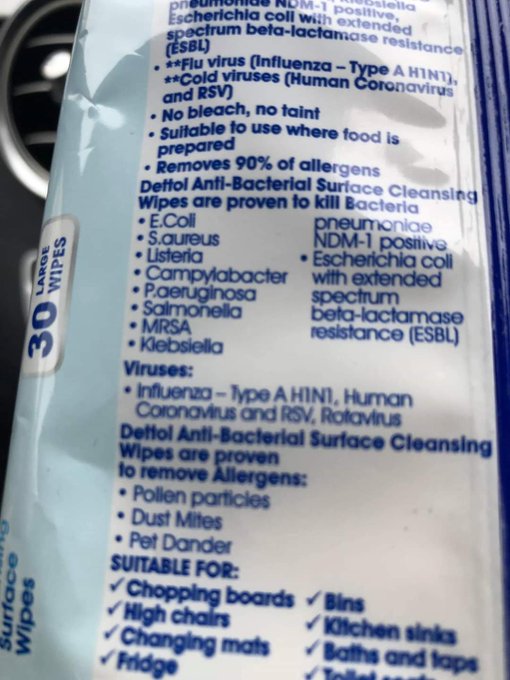 pneumoniae NDM-1 positive, Klebsiella
Escherichia coli with extended
spectrum beta-lactamase resistance
(ESBL)
• **Flu virus (Influenza – Type A H1N1),
**Cold viruses (Human Coronavirus
and RSV)
• No bleach, no taint
• Suitable to use where food is
prepared
• Removes 90% of allergens
Dettol Anti-Bacterial Surface Cleansing
Wipes are proven to kill Bacteria
• E.Coli
• S.aureus
• Listeria
• Campylabacter
• P.aeruginosa
• Salmonella
• MRSA
• Klebsiella
pneumoniae
NDM-1 positive
• Escherichia coli
with extended
spectrum
beta-lactamase
resistance (ESBL)
Viruses:
• Influenza – Type A H1N1, Human
Coronavirus and RSV, Rotavirus
Dettol Anti-Bacterial Surface Cleansing
Wipes are proven
to remove Allergens:
• Pollen particles
• Dust Mites
• Pet Dander
SUITABLE FOR:
✓ Chopping boards
✓ High chairs
✓ Changing mats
✓ Fridge
✓ Bins
✓ Kitchen sinks
✓ Baths and taps
✓ Toilet
30 LARGE
WIPES
Surface
Wipes